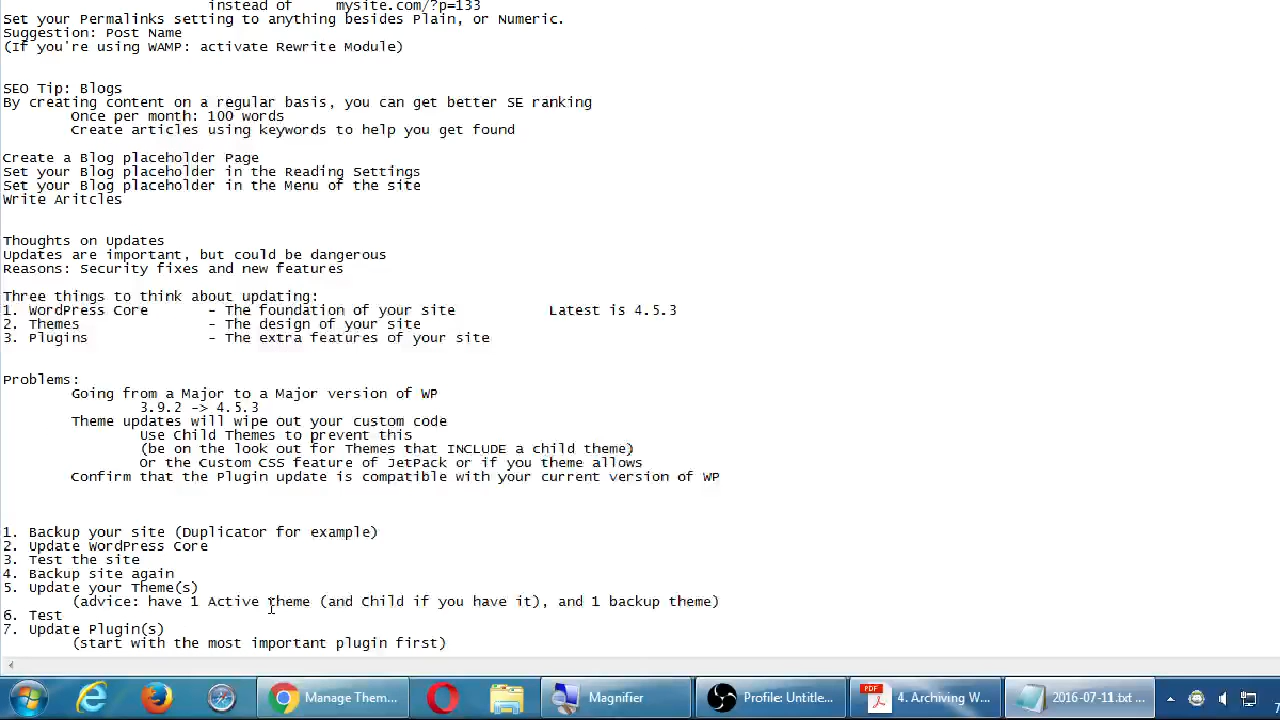 instead of mysite.com/?p=133
Set your Permalinks setting to anything besides Plain, or Numeric.
Suggestion: Post Name
(If you're using WAMP: activate Rewrite Module)
SEO Tip: Blogs
By creating content on a regular basis, you can get better SE ranking
Once per month: 100 words
Create articles using keywords to help you get found
Create a Blog placeholder Page
Set your Blog placeholder in the Reading Settings
Set your Blog placeholder in the Menu of the site
Write Aritcles
Thoughts on Updates
Updates are important, but could be dangerous
Reasons: Security fixes and new features
Three things to think about updating:
1. WordPress Core - The foundation of your site Latest is 4.5.3
2. Themes - The design of your site
3. Plugins - The extra features of your site
Problems:
Going from a Major to a Major version of WP
3.9.2 -> 4.5.3
Theme updates will wipe out your custom code
Use Child Themes to prevent this
(be on the look out for Themes that INCLUDE a child theme)
Or the Custom CSS feature of JetPack or if you theme allows
Confirm that the Plugin update is compatible with your current version of WP
1. Backup your site (Duplicator for example)
2. Update WordPress Core
3. Test the site
4. Backup site again
5. Update your Theme(s)
(advice: have 1 Active theme (and Child if you have it), and 1 backup theme)
6. Test
7. Update Plugin(s)
(start with the most important plugin first)
Manage Them... Magnifier Profile: Untitle... PDF 4. Archiving W... 2016-07-11.txt ...